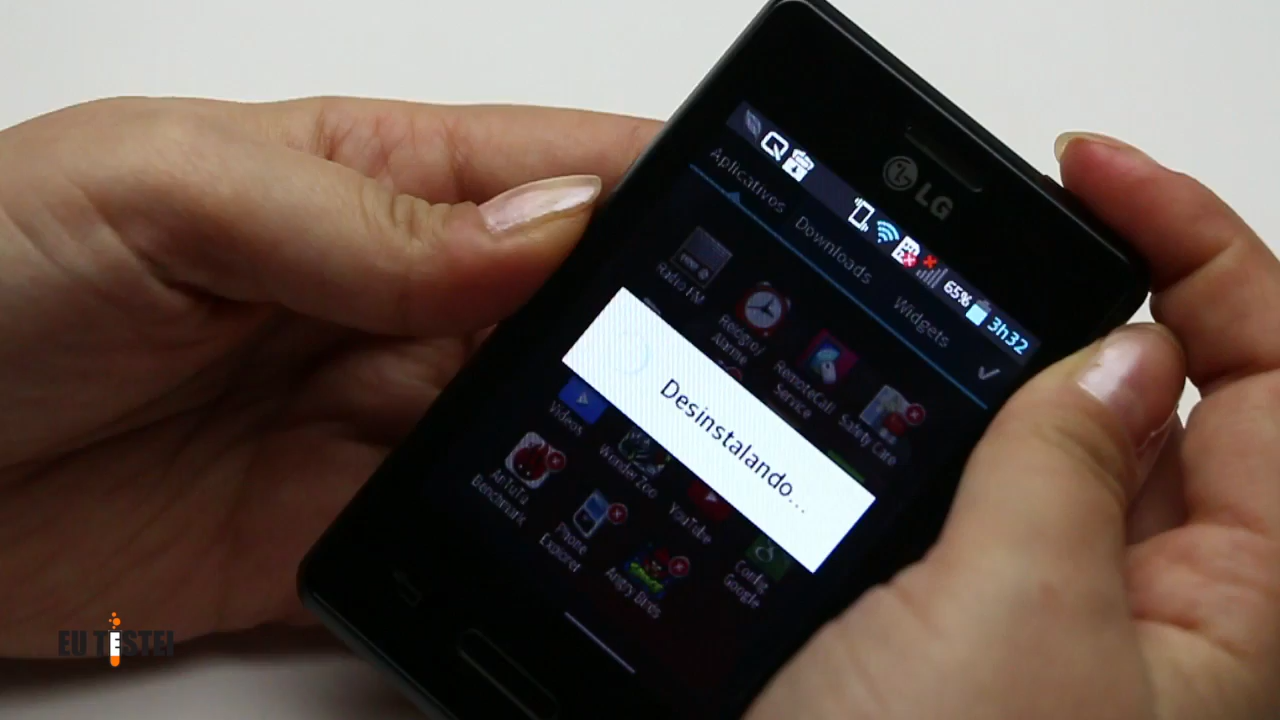 LG
65% 3h32
Aplicativos Downloads Widgets
Rádio FM
Relógio/
Alarme
RemoteCall
Service
Safety Care
Desinstalando...
Vídeos
Wonder Zoo
YouTube
Config
Google
AnTuTu
Benchmark
Phone
Explorer
Angry Birds
EU TESTEI